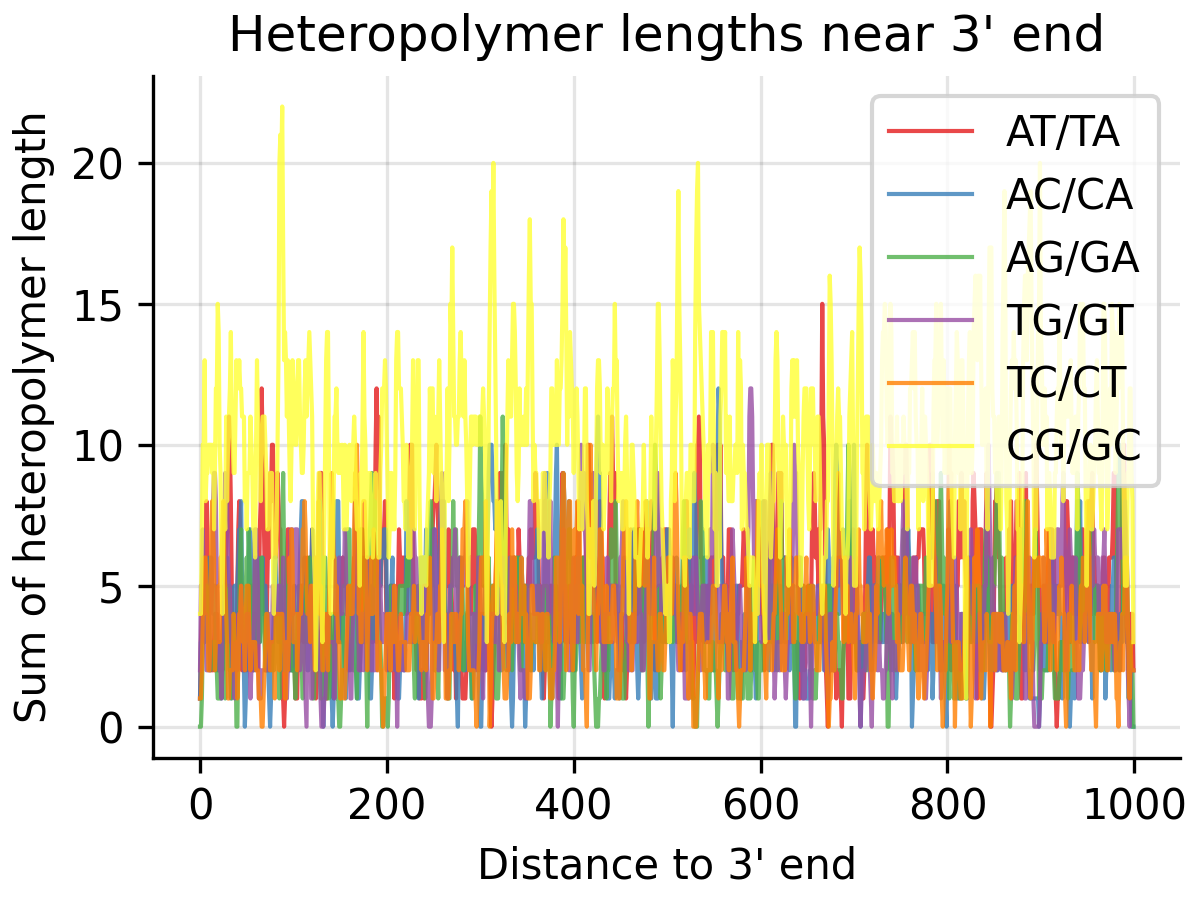 Heteropolymer lengths near 3' end
Sum of heteropolymer length
20
15
10
5
0
AT/TA
AC/CA
AG/GA
TG/GT
TC/CT
CG/GC
0 200 400 600 800 1000
Distance to 3' end